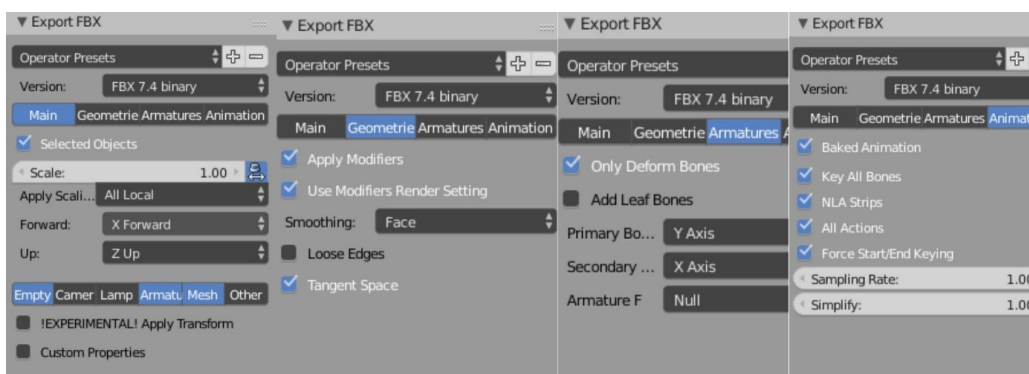 Export FBX
Operator Presets
Version: FBX 7.4 binary
Main Geometrie Armatures Animation
Selected Objects
Scale: 1.00
Apply Scali... All Local
Forward: X Forward
Up: Z Up
Empty Camer Lamp Armatu Mesh Other
!EXPERIMENTAL! Apply Transform
Custom Properties
Export FBX
Operator Presets
Version: FBX 7.4 binary
Main Geometrie Armatures Animation
Apply Modifiers
Use Modifiers Render Setting
Smoothing: Face
Loose Edges
Tangent Space
Export FBX
Operator Presets
Version: FBX 7.4 binary
Main Geometrie Armatures A
Only Deform Bones
Add Leaf Bones
Primary Bo... Y Axis
Secondary ... X Axis
Armature F Null
Export FBX
Operator Presets
Version: FBX 7.4 binary
Main Geometrie Armatures Animat
Baked Animation
Key All Bones
NLA Strips
All Actions
Force Start/End Keying
Sampling Rate: 1.00
Simplify: 1.00